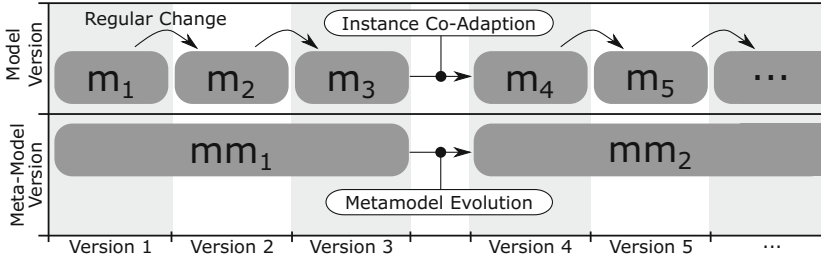 Model
Version
Regular Change
Instance Co-Adaption
m1
m2
m3
m4
m5
...
Meta-Model
Version
mm1
mm2
Metamodel Evolution
Version 1
Version 2
Version 3
Version 4
Version 5
...